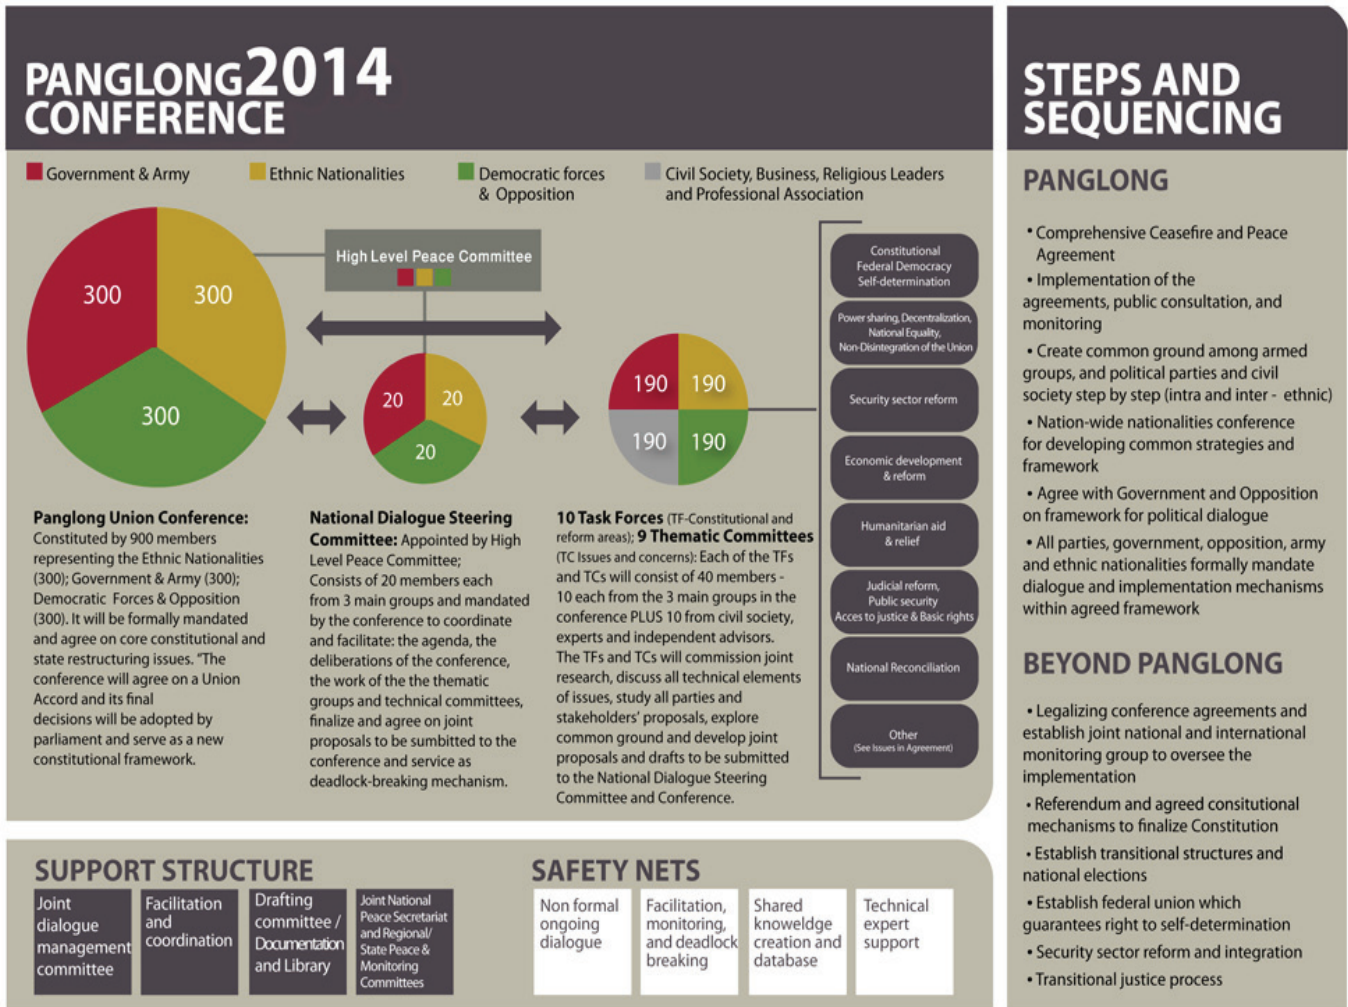 PANGLONG2014
CONFERENCE
Government & Army
Ethnic Nationalities
Democratic forces
& Opposition
Civil Society, Business, Religious Leaders
and Professional Association
300
300
300
High Level Peace Committee
20
20
20
190
190
190
190
Panglong Union Conference:
Constituted by 900 members
representing the Ethnic Nationalities
(300); Government & Army (300);
Democratic Forces & Opposition
(300). It will be formally mandated
and agree on core constitutional and
state restructuring issues. "The
conference will agree on a Union
Accord and its final
decisions will be adopted by
parliament and serve as a new
constitutional framework.
National Dialogue Steering
Committee: Appointed by High
Level Peace Committee;
Consists of 20 members each
from 3 main groups and mandated
by the conference to coordinate
and facilitate: the agenda, the
deliberations of the conference,
the work of the the thematic
groups and technical committees,
finalize and agree on joint
proposals to be sumbitted to the
conference and service as
deadlock-breaking mechanism.
10 Task Forces (TF-Constitutional and
reform areas); 9 Thematic Committees
(TC Issues and concerns): Each of the TFs
and TCs will consist of 40 members -
10 each from the 3 main groups in the
conference PLUS 10 from civil society,
experts and independent advisors.
The TFs and TCs will commission joint
research, discuss all technical elements
of issues, study all parties and
stakeholders' proposals, explore
common ground and develop joint
proposals and drafts to be submitted
to the National Dialogue Steering
Committee and Conference.
Constitutional
Federal Democracy
Self-determination
Power sharing, Decentralization,
National Equality,
Non-Disintegration of the Union
Security sector reform
Economic development
& reform
Humanitarian aid
& relief
Judicial reform,
Public security
Acces to justice & Basic rights
National Reconciliation
Other
(See Issues in Agreement)
SUPPORT STRUCTURE
Joint
dialogue
management
committee
Facilitation
and
coordination
Drafting
committee /
Documentation
and Library
Joint National
Peace Secretariat
and Regional/
State Peace &
Monitoring
Committees
SAFETY NETS
Non formal
ongoing
dialogue
Facilitation,
monitoring,
and deadlock
breaking
Shared
knoweldge
creation and
database
Technical
expert
support
STEPS AND
SEQUENCING
PANGLONG
• Comprehensive Ceasefire and Peace
Agreement
• Implementation of the
agreements, public consultation, and
monitoring
• Create common ground among armed
groups, and political parties and civil
society step by step (intra and inter - ethnic)
• Nation-wide nationalities conference
for developing common strategies and
framework
• Agree with Government and Opposition
on framework for political dialogue
• All parties, government, opposition, army
and ethnic nationalities formally mandate
dialogue and implementation mechanisms
within agreed framework
BEYOND PANGLONG
• Legalizing conference agreements and
establish joint national and international
monitoring group to oversee the
implementation
• Referendum and agreed consitutional
mechanisms to finalize Constitution
• Establish transitional structures and
national elections
• Establish federal union which
guarantees right to self-determination
• Security sector reform and integration
• Transitional justice process